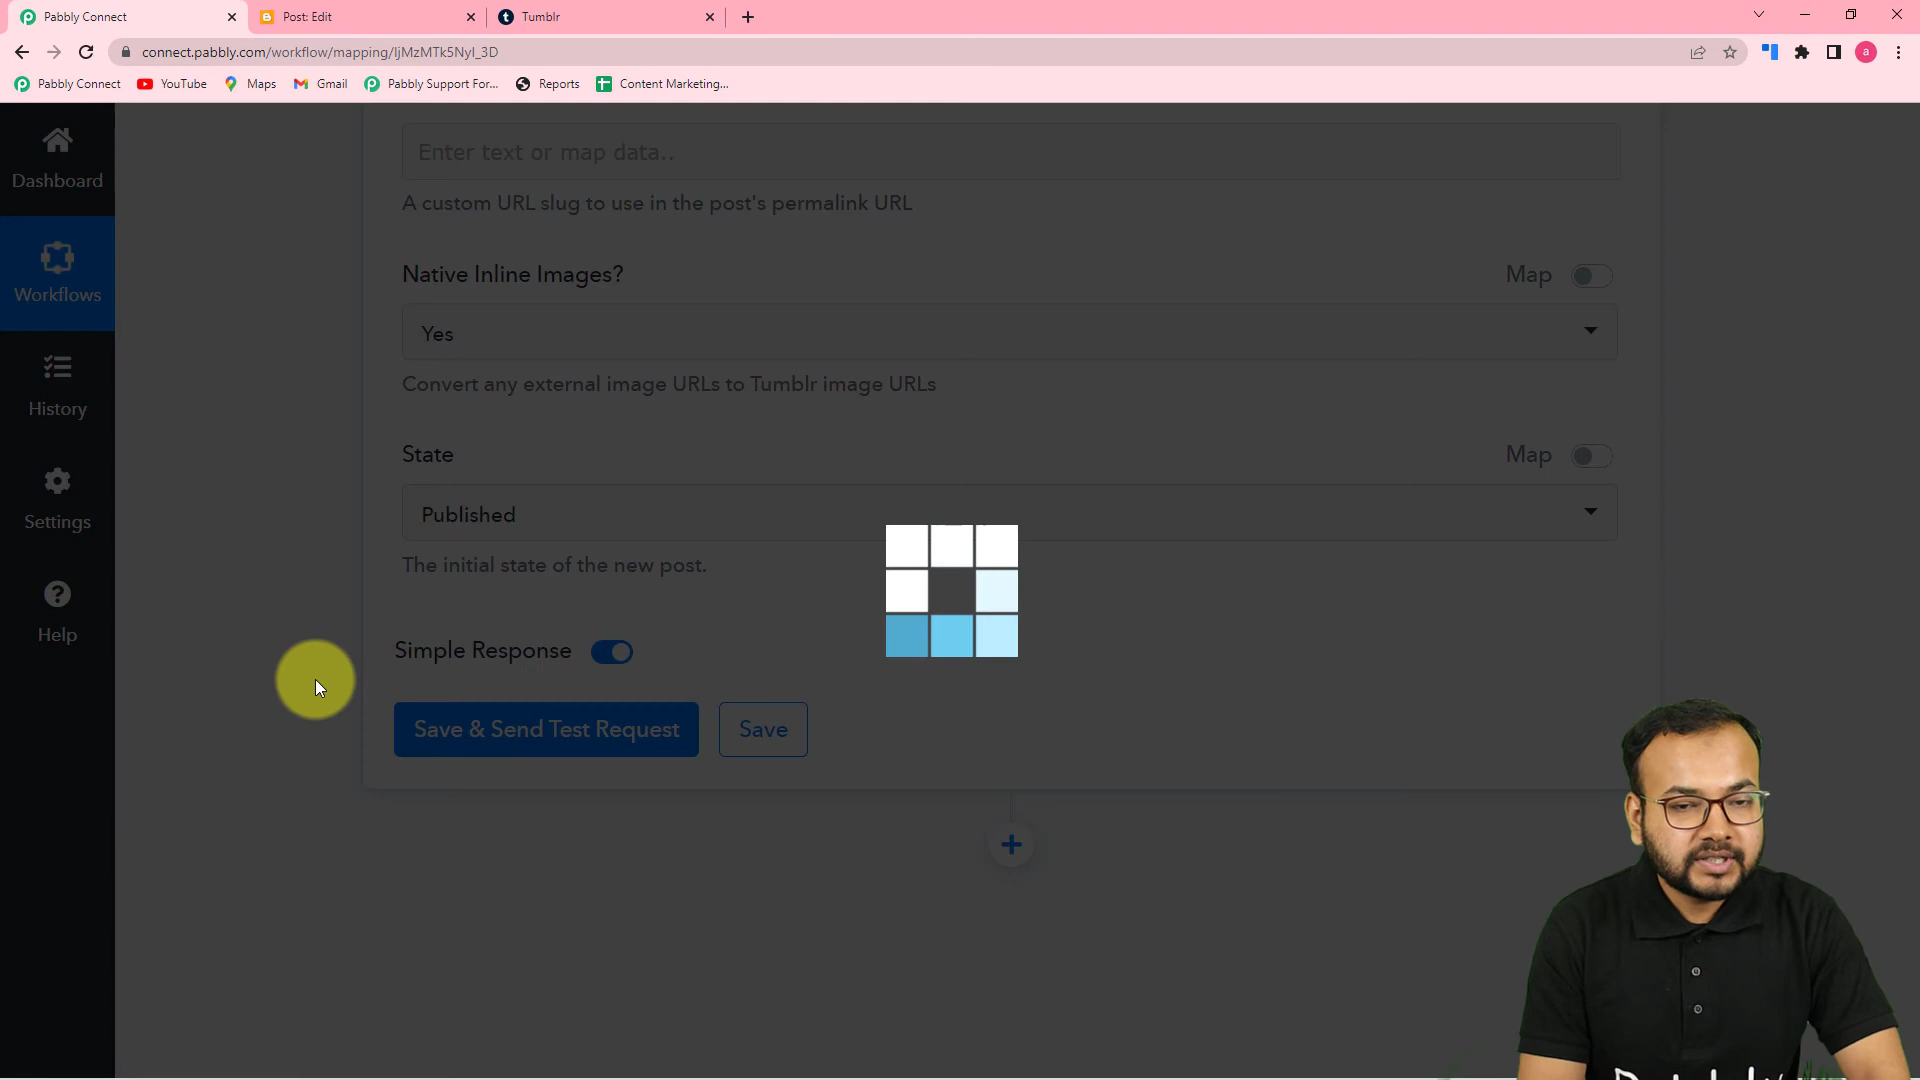 Pabbly Connect
Post: Edit
Tumblr
connect.pabbly.com/workflow/mapping/IjMzMTk5NyI_3D
a
Pabbly Connect
YouTube
Maps
Gmail
Pabbly Support For...
Reports
Content Marketing...
Dashboard
Workflows
History
Settings
Help
Enter text or map data..
A custom URL slug to use in the post's permalink URL
Native Inline Images?
Map
Yes
Convert any external image URLs to Tumblr image URLs
State
Map
Published
The initial state of the new post.
Simple Response
Save & Send Test Request
Save